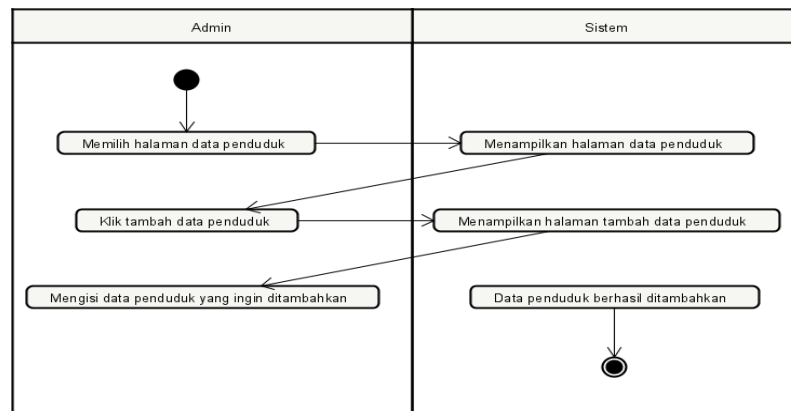 Admin
Sistem
Memilih halaman data penduduk
Menampilkan halaman data penduduk
Klik tambah data penduduk
Menampilkan halaman tambah data penduduk
Mengisi data penduduk yang ingin ditambahkan
Data penduduk berhasil ditambahkan